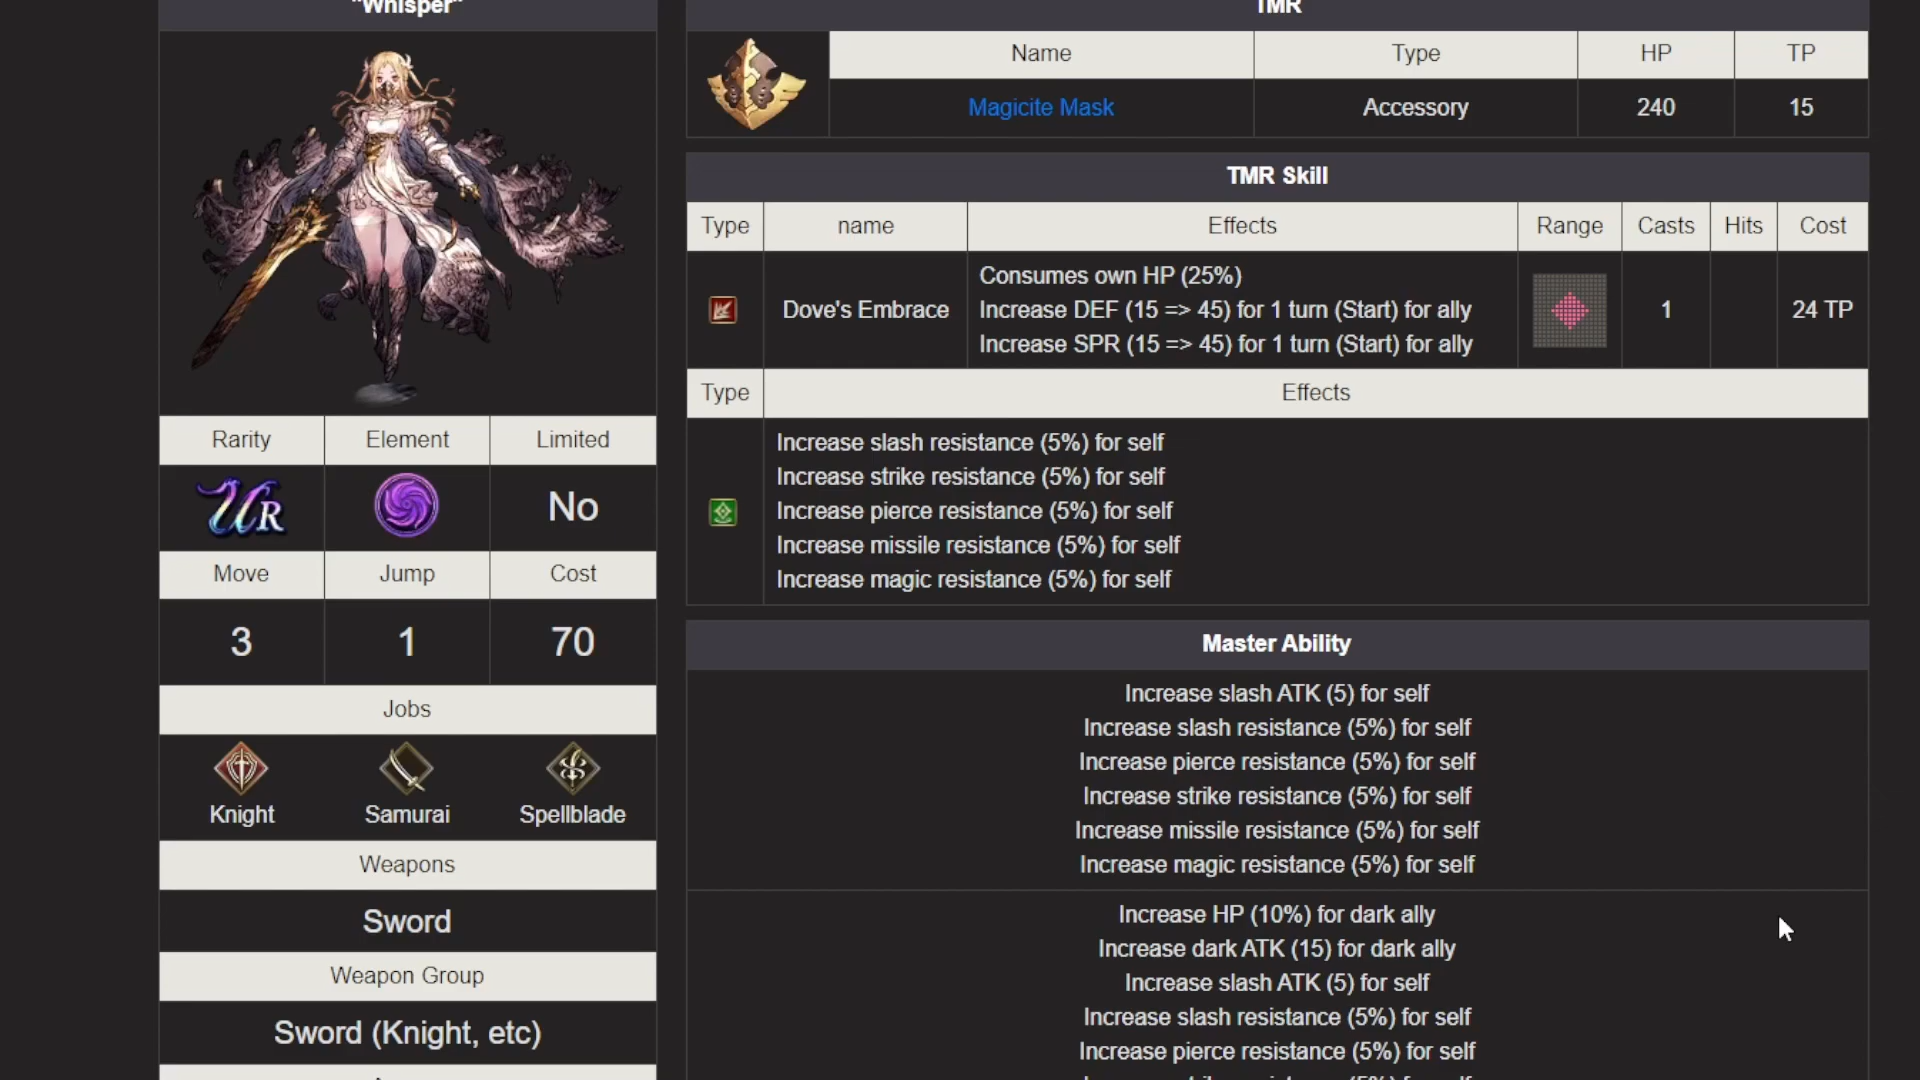 "Whisper"
Rarity Element Limited
UR No
Move Jump Cost
3 1 70
Jobs
Knight Samurai Spellblade
Weapons
Sword
Weapon Group
Sword (Knight, etc)
TMR
Name Type HP TP
Magicite Mask Accessory 240 15
TMR Skill
Type name Effects Range Casts Hits Cost
Dove's Embrace
Consumes own HP (25%)
Increase DEF (15 => 45) for 1 turn (Start) for ally
Increase SPR (15 => 45) for 1 turn (Start) for ally
1 24 TP
Type Effects
Increase slash resistance (5%) for self
Increase strike resistance (5%) for self
Increase pierce resistance (5%) for self
Increase missile resistance (5%) for self
Increase magic resistance (5%) for self
Master Ability
Increase slash ATK (5) for self
Increase slash resistance (5%) for self
Increase pierce resistance (5%) for self
Increase strike resistance (5%) for self
Increase missile resistance (5%) for self
Increase magic resistance (5%) for self
Increase HP (10%) for dark ally
Increase dark ATK (15) for dark ally
Increase slash ATK (5) for self
Increase slash resistance (5%) for self
Increase pierce resistance (5%) for self